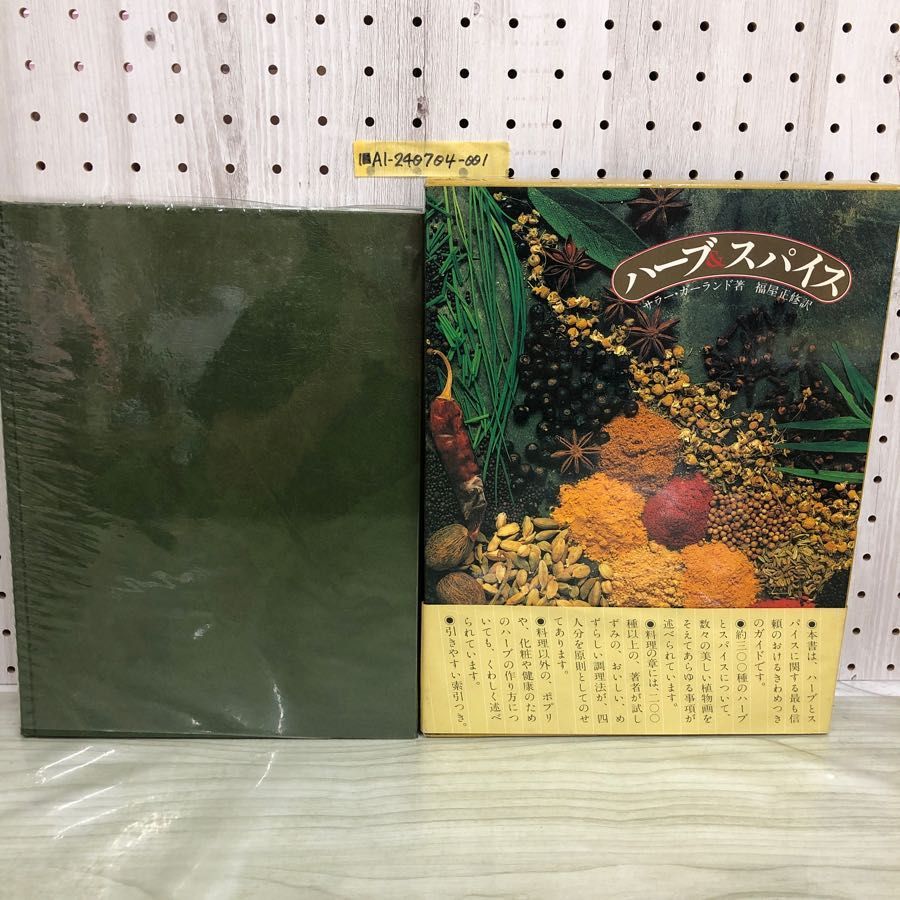 旧A1-240704-001
ハーブ&スパイス
サラー・ガーランド著 福屋正修訳
●本書は、ハーブとス
パイスに関する最も信
頼のおけるきわめつき
のガイドです。
●約三〇〇種のハーブ
とスパイスについて、
数々の美しい植物画を
そえてあらゆる事項が
述べられています。
●料理の章には一〇〇
種以上の、著者が試し
ずみの、おいしい、め
ずらしい調理法が、四
人分を原則としてのせ
てあります。
●料理以外の、ポプリ
や、化粧や健康のため
のハーブの作り方につ
いても、くわしく述べ
られています。
●引きやすい索引つき。